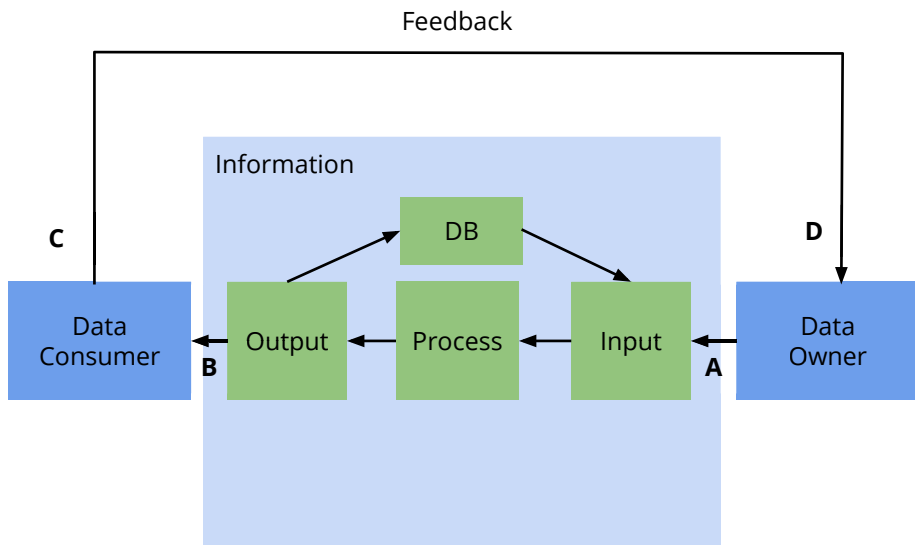 Feedback
Information
DB
C
D
Data
Consumer
Output
Process
Input
Data
Owner
B
A